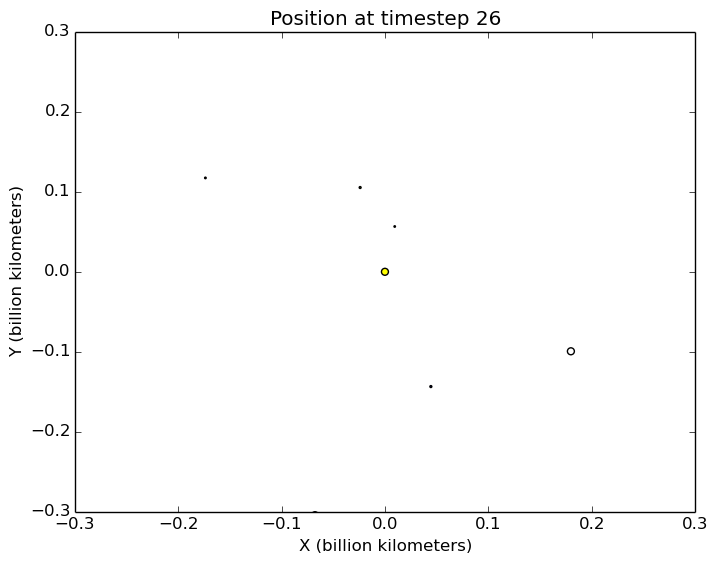 Position at timestep 26
0.3
0.2
0.1
0.0
−0.1
−0.2
−0.3
Y (billion kilometers)
−0.3 −0.2 −0.1 0.0 0.1 0.2 0.3
X (billion kilometers)